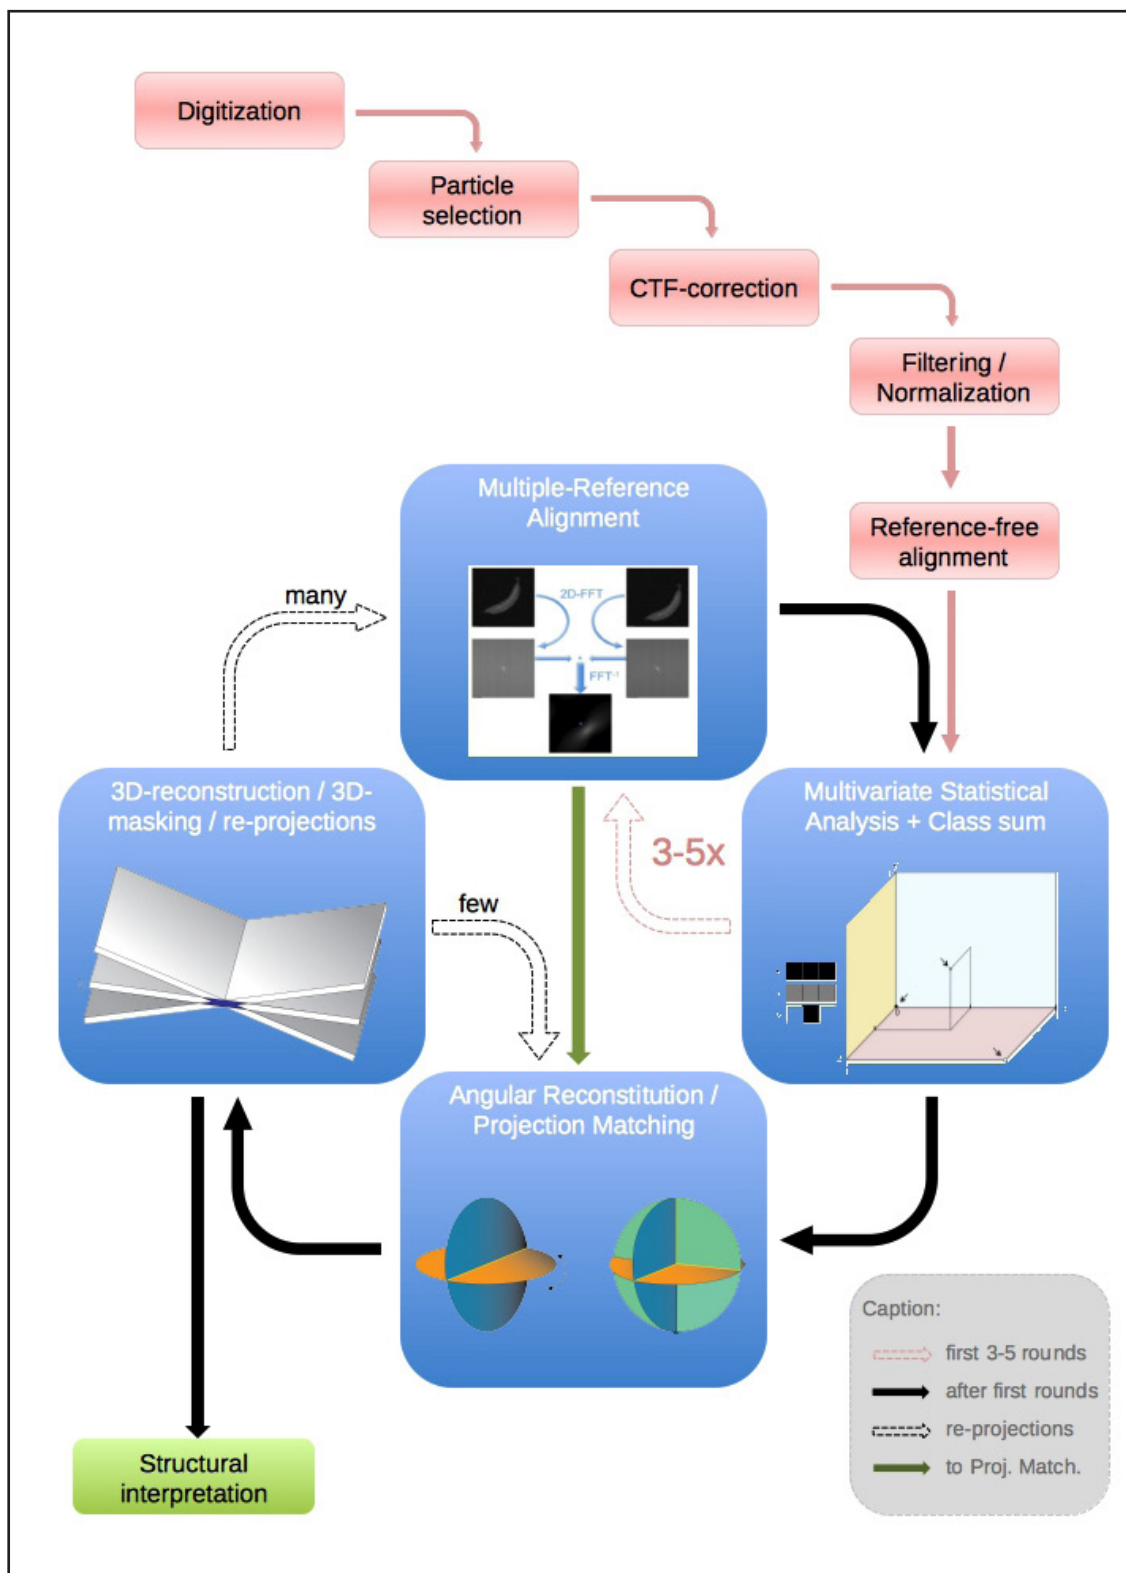 Digitization
Particle
selection
CTF-correction
Filtering /
Normalization
Reference-free
alignment
Multiple-Reference
Alignment
2D-FFT
FFT⁻¹
many
3D-reconstruction / 3D-
masking / re-projections
few
3-5x
Multivariate Statistical
Analysis + Class sum
Angular Reconstitution /
Projection Matching
Structural
interpretation
Caption:
first 3-5 rounds
after first rounds
re-projections
to Proj. Match.